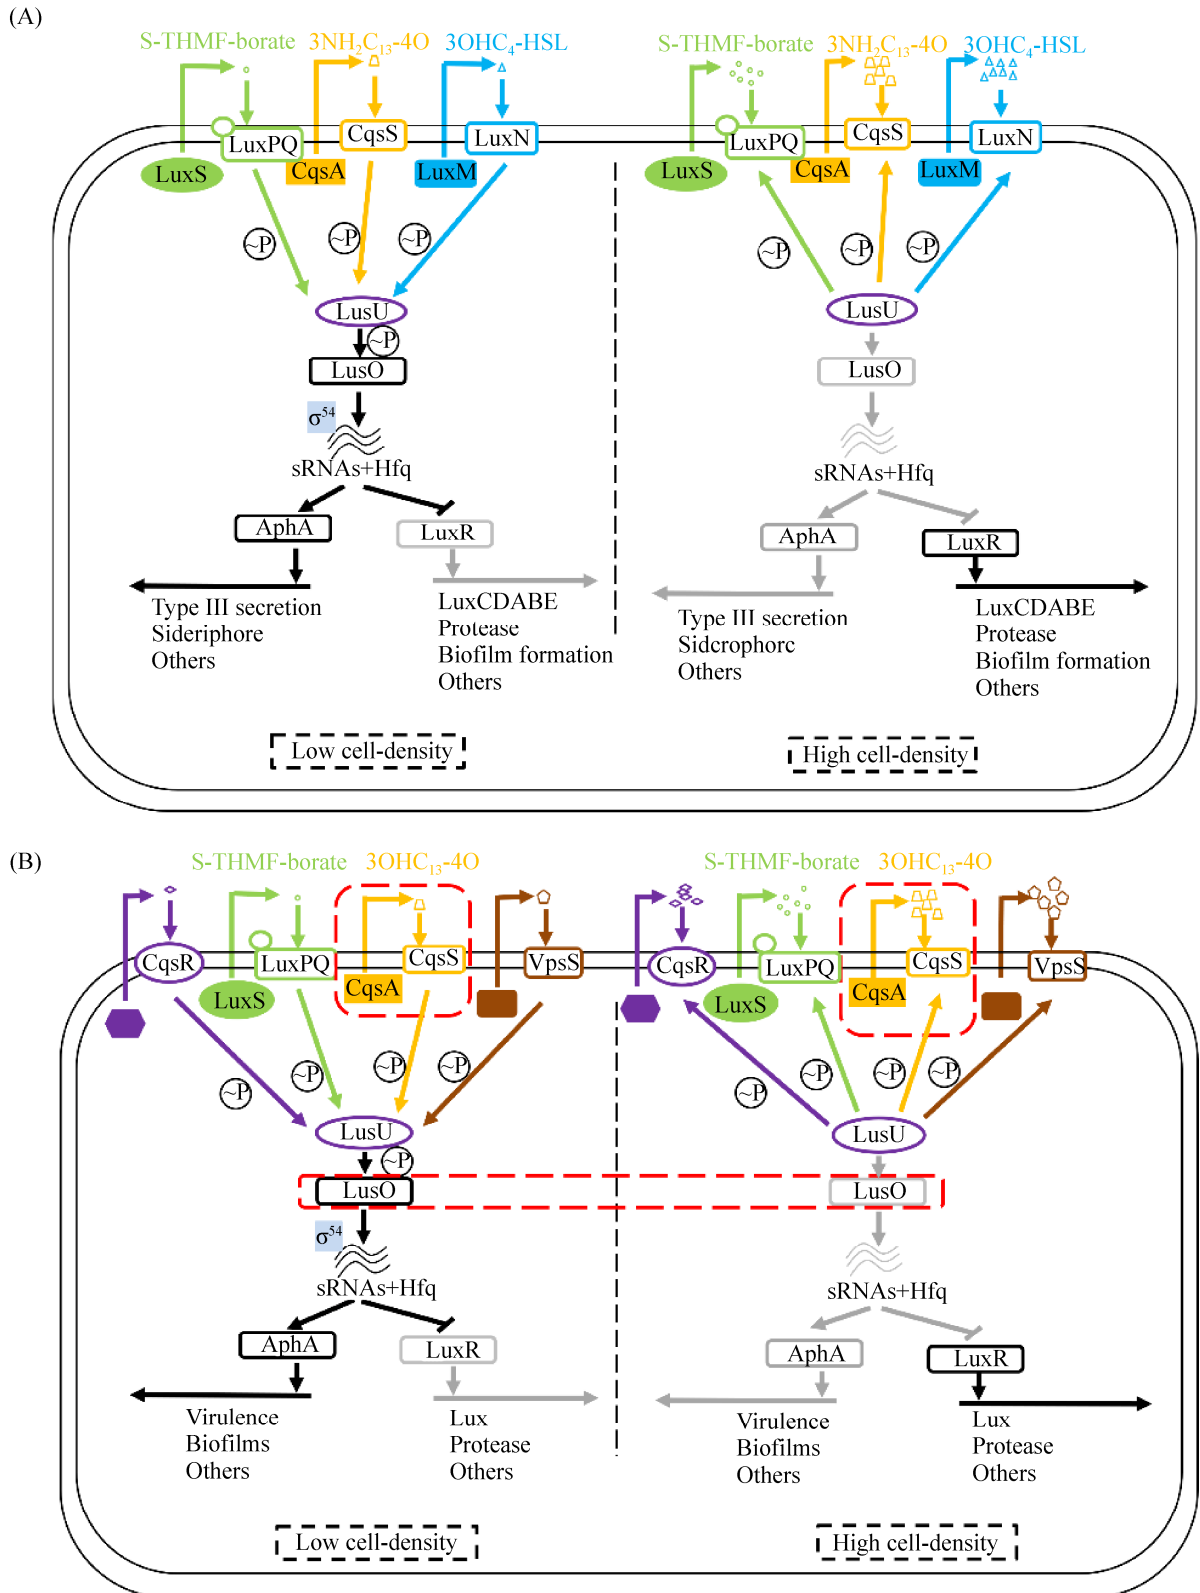 (A)
S-THMF-borate 3NH₂C₁₃-4O 3OHC₄-HSL
LuxPQ CqsS LuxN
LuxS CqsA LuxM
~P ~P ~P
LusU
~P
LusO
σ⁵⁴
sRNAs+Hfq
AphA LuxR
Type III secretion
Sideriphore
Others
LuxCDABE
Protease
Biofilm formation
Others
Low cell-density
S-THMF-borate 3NH₂C₁₃-4O 3OHC₄-HSL
LuxPQ CqsS LuxN
LuxS CqsA LuxM
~P ~P ~P
LusU
LusO
sRNAs+Hfq
AphA LuxR
Type III secretion
Sidcrophorc
Others
LuxCDABE
Protease
Biofilm formation
Others
High cell-density
(B)
S-THMF-borate 3OHC₁₃-4O
CqsR LuxPQ CqsS VpsS
LuxS CqsA
~P ~P ~P ~P
LusU
~P
LusO
σ⁵⁴
sRNAs+Hfq
AphA LuxR
Virulence
Biofilms
Others
Lux
Protease
Others
Low cell-density
S-THMF-borate 3OHC₁₃-4O
CqsR LuxPQ CqsS VpsS
LuxS CqsA
~P ~P ~P ~P
LusU
LusO
sRNAs+Hfq
AphA LuxR
Virulence
Biofilms
Others
Lux
Protease
Others
High cell-density